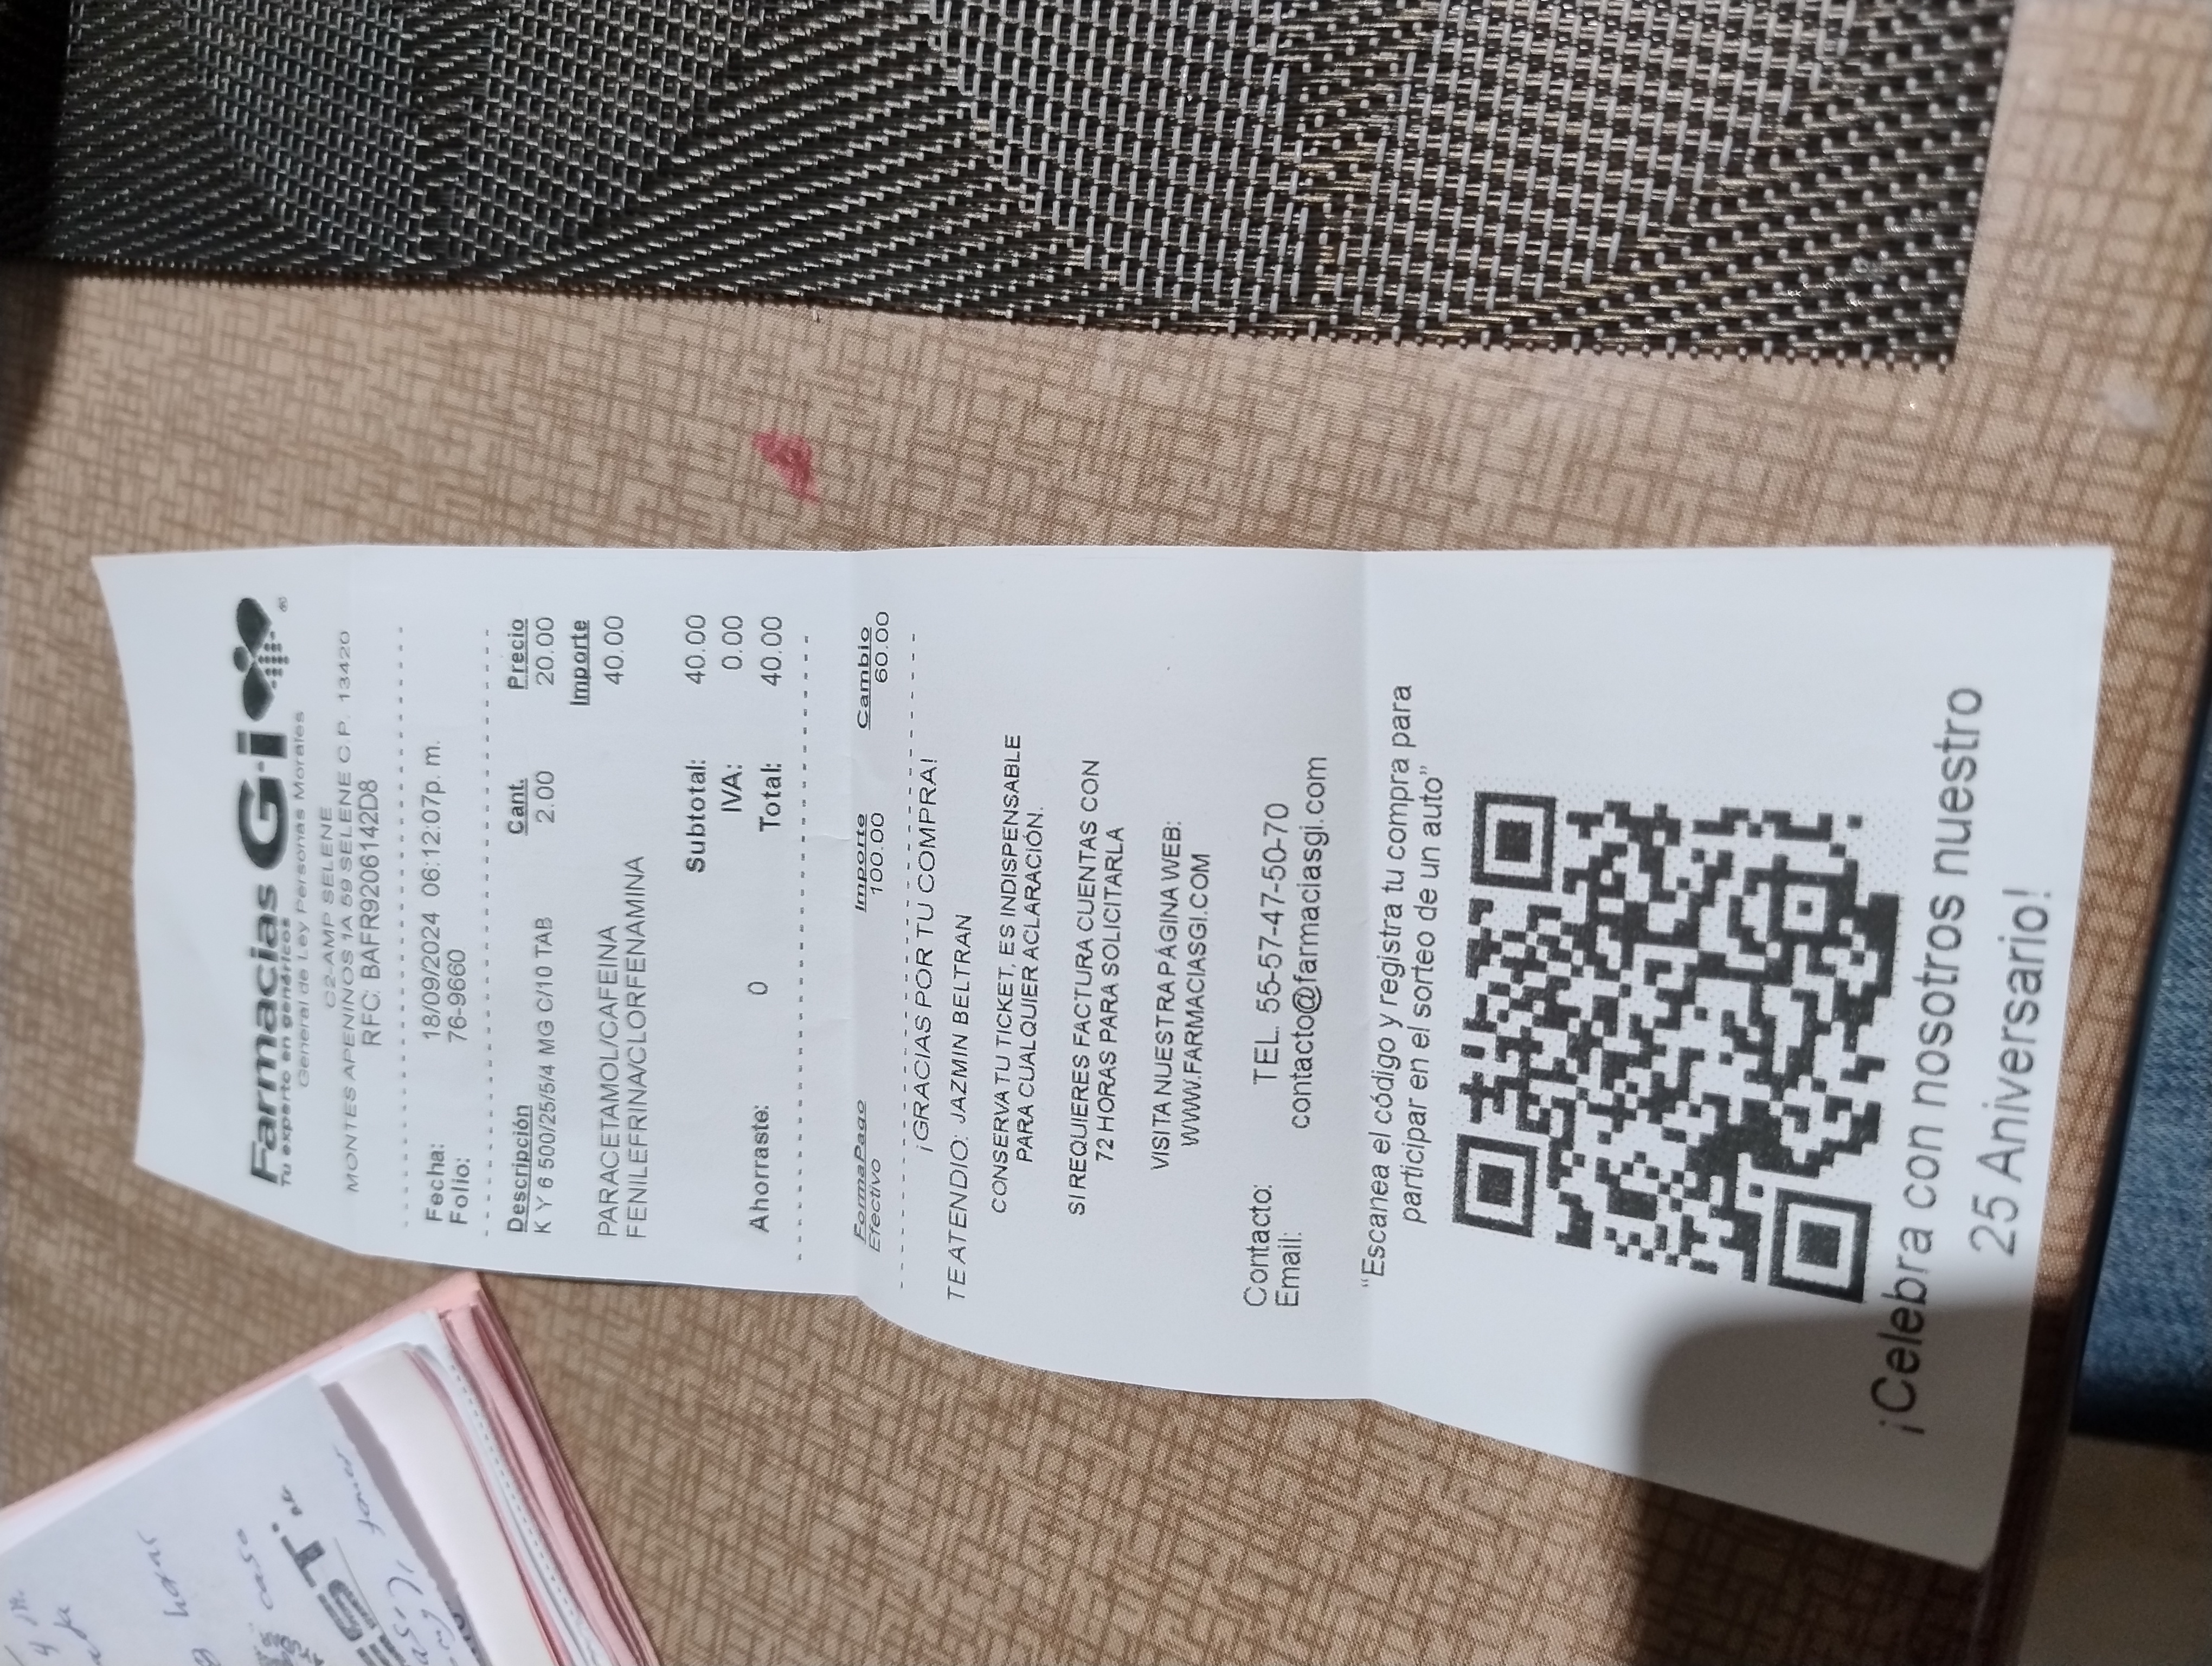 Farmacias Gi
Tu experto en genéricos
®
General de Ley Personas Morales
C2-AMP SELENE
MONTES APENINOS 1A 59 SELENE C.P. 13420
RFC: BAFR9206142D8
Fecha: 18/09/2024 06:12:07p. m.
Folio: 76-9660
Descripción Cant. Precio
K Y 6 500/25/5/4 MG C/10 TAB 2.00 20.00
Importe
PARACETAMOL/CAFEINA 40.00
FENILEFRINA/CLORFENAMINA
Subtotal: 40.00
IVA: 0.00
Ahorraste: 0 Total: 40.00
FormaPago Importe Cambio
Efectivo 100.00 60.00
¡GRACIAS POR TU COMPRA!
TE ATENDIO: JAZMIN BELTRAN
CONSERVA TU TICKET, ES INDISPENSABLE
PARA CUALQUIER ACLARACIÓN.
SI REQUIERES FACTURA CUENTAS CON
72 HORAS PARA SOLICITARLA
VISITA NUESTRA PÁGINA WEB:
WWW.FARMACIASGI.COM
Contacto: TEL. 55-57-47-50-70
Email: contacto@farmaciasgi.com
“Escanea el código y registra tu compra para
participar en el sorteo de un auto”
¡Celebra con nosotros nuestro
25 Aniversario!
horas
caso